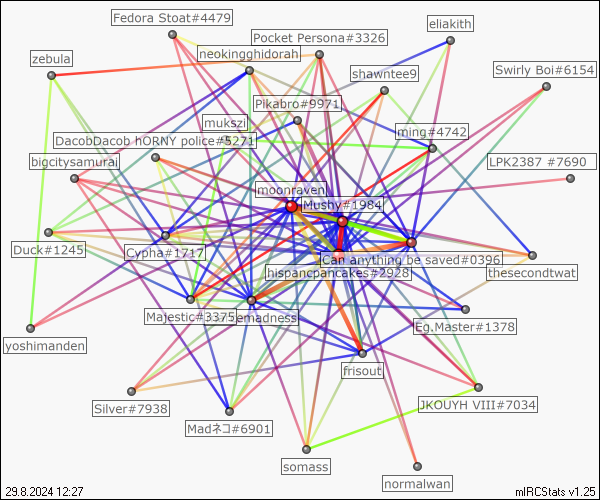 Fedora Stoat#4479
eliakith
Pocket Persona#3326
neokingghidorah
zebula
shawntee9
Swirly Boi#6154
Pikabro#9971
mukszi
ming#4742
DacobDacob hORNY police#5271
bigcitysamurai
LPK2387 #7690
moonraven
Mushy#1984
Duck#1245
Cypha#1717
Can anything be saved#0396
hispancpancakes#2928
thesecondtwat
Majestic#3375
emadness
Eg.Master#1378
yoshimanden
frisout
Silver#7938
JKOUYH VIII#7034
Madネコ#6901
somass
normalwan
29.8.2024 12:27
mIRCStats v1.25